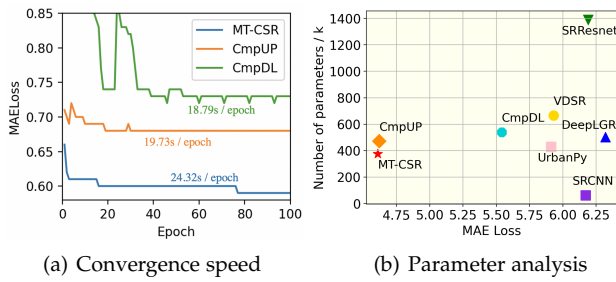 0.85
0.80
0.75
0.70
0.65
0.60
MAELoss
MT-CSR
CmpUP
CmpDL
18.79s / epoch
19.73s / epoch
24.32s / epoch
0
20
40
60
80
100
Epoch
(a) Convergence speed
1400
1200
1000
800
600
400
200
0
Number of parameters / k
SRResnet
VDSR
CmpDL
DeepLGR
CmpUP
UrbanPy
MT-CSR
SRCNN
4.75
5.00
5.25
5.50
5.75
6.00
6.25
MAE Loss
(b) Parameter analysis